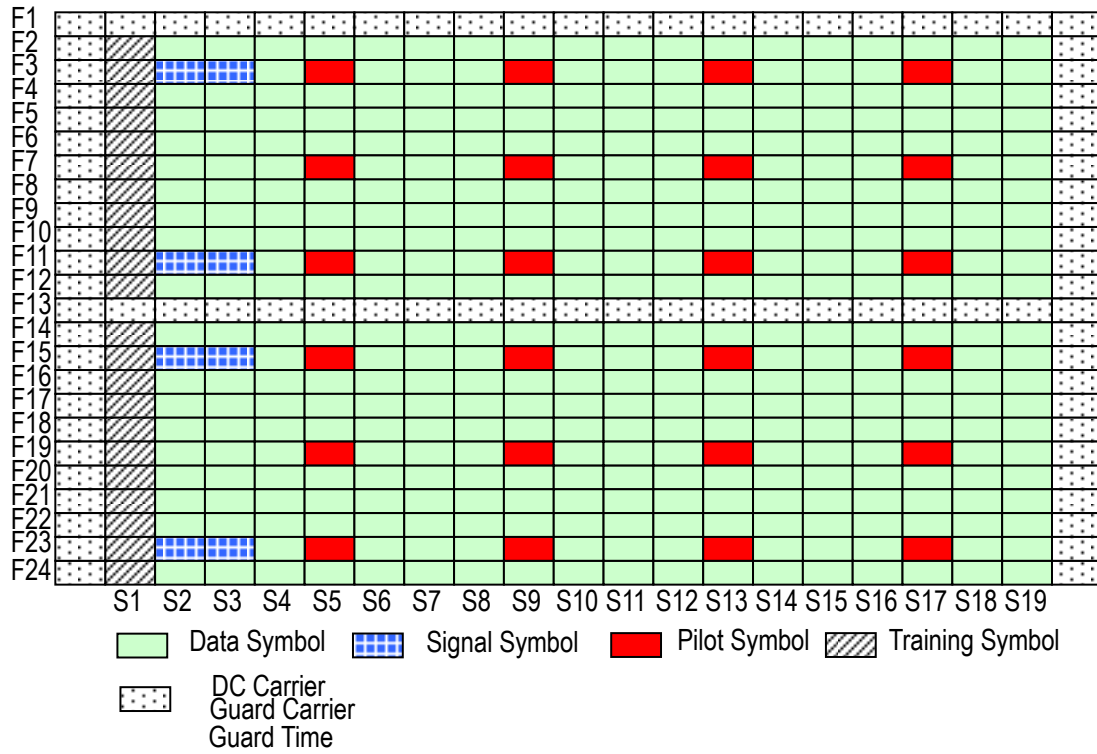 F1
F2
F3
F4
F5
F6
F7
F8
F9
F10
F11
F12
F13
F14
F15
F16
F17
F18
F19
F20
F21
F22
F23
F24
S1 S2 S3 S4 S5 S6 S7 S8 S9 S10 S11 S12 S13 S14 S15 S16 S17 S18 S19
Data Symbol Signal Symbol Pilot Symbol Training Symbol
DC Carrier
Guard Carrier
Guard Time